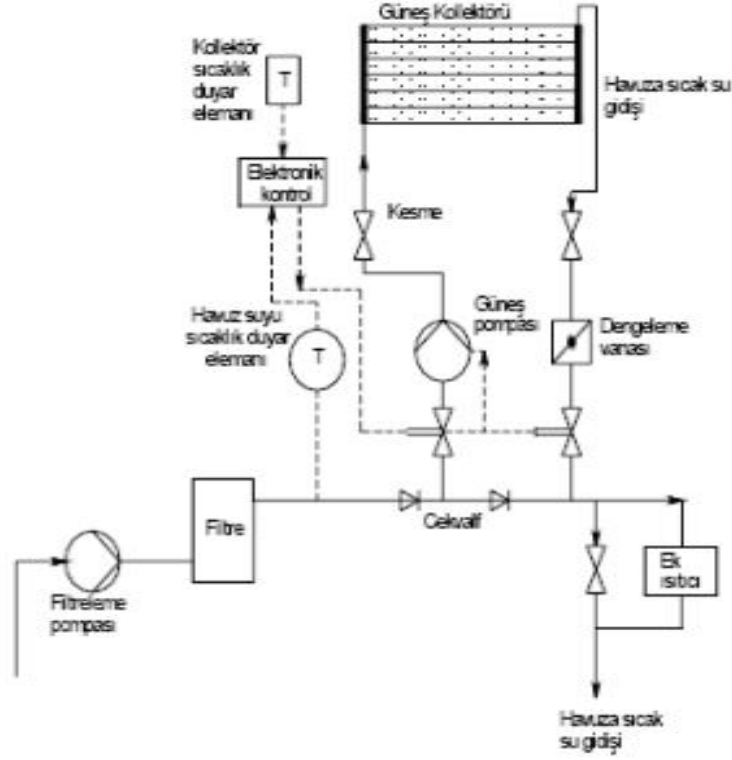 Güneş Kollektörü
Kollektör
sıcaklık
duyar
elemanı
T
Havuza sıcak su
gidişi
Elektronik
kontrol
Kesme
Güneş
pompası
Havuz suyu
sıcaklık duyar
elemanı
T
Dengeleme
vanası
Filtre
Cekvalf
Ek
ısıtıcı
Filtreleme
pompası
Havuza sıcak
su gidişi